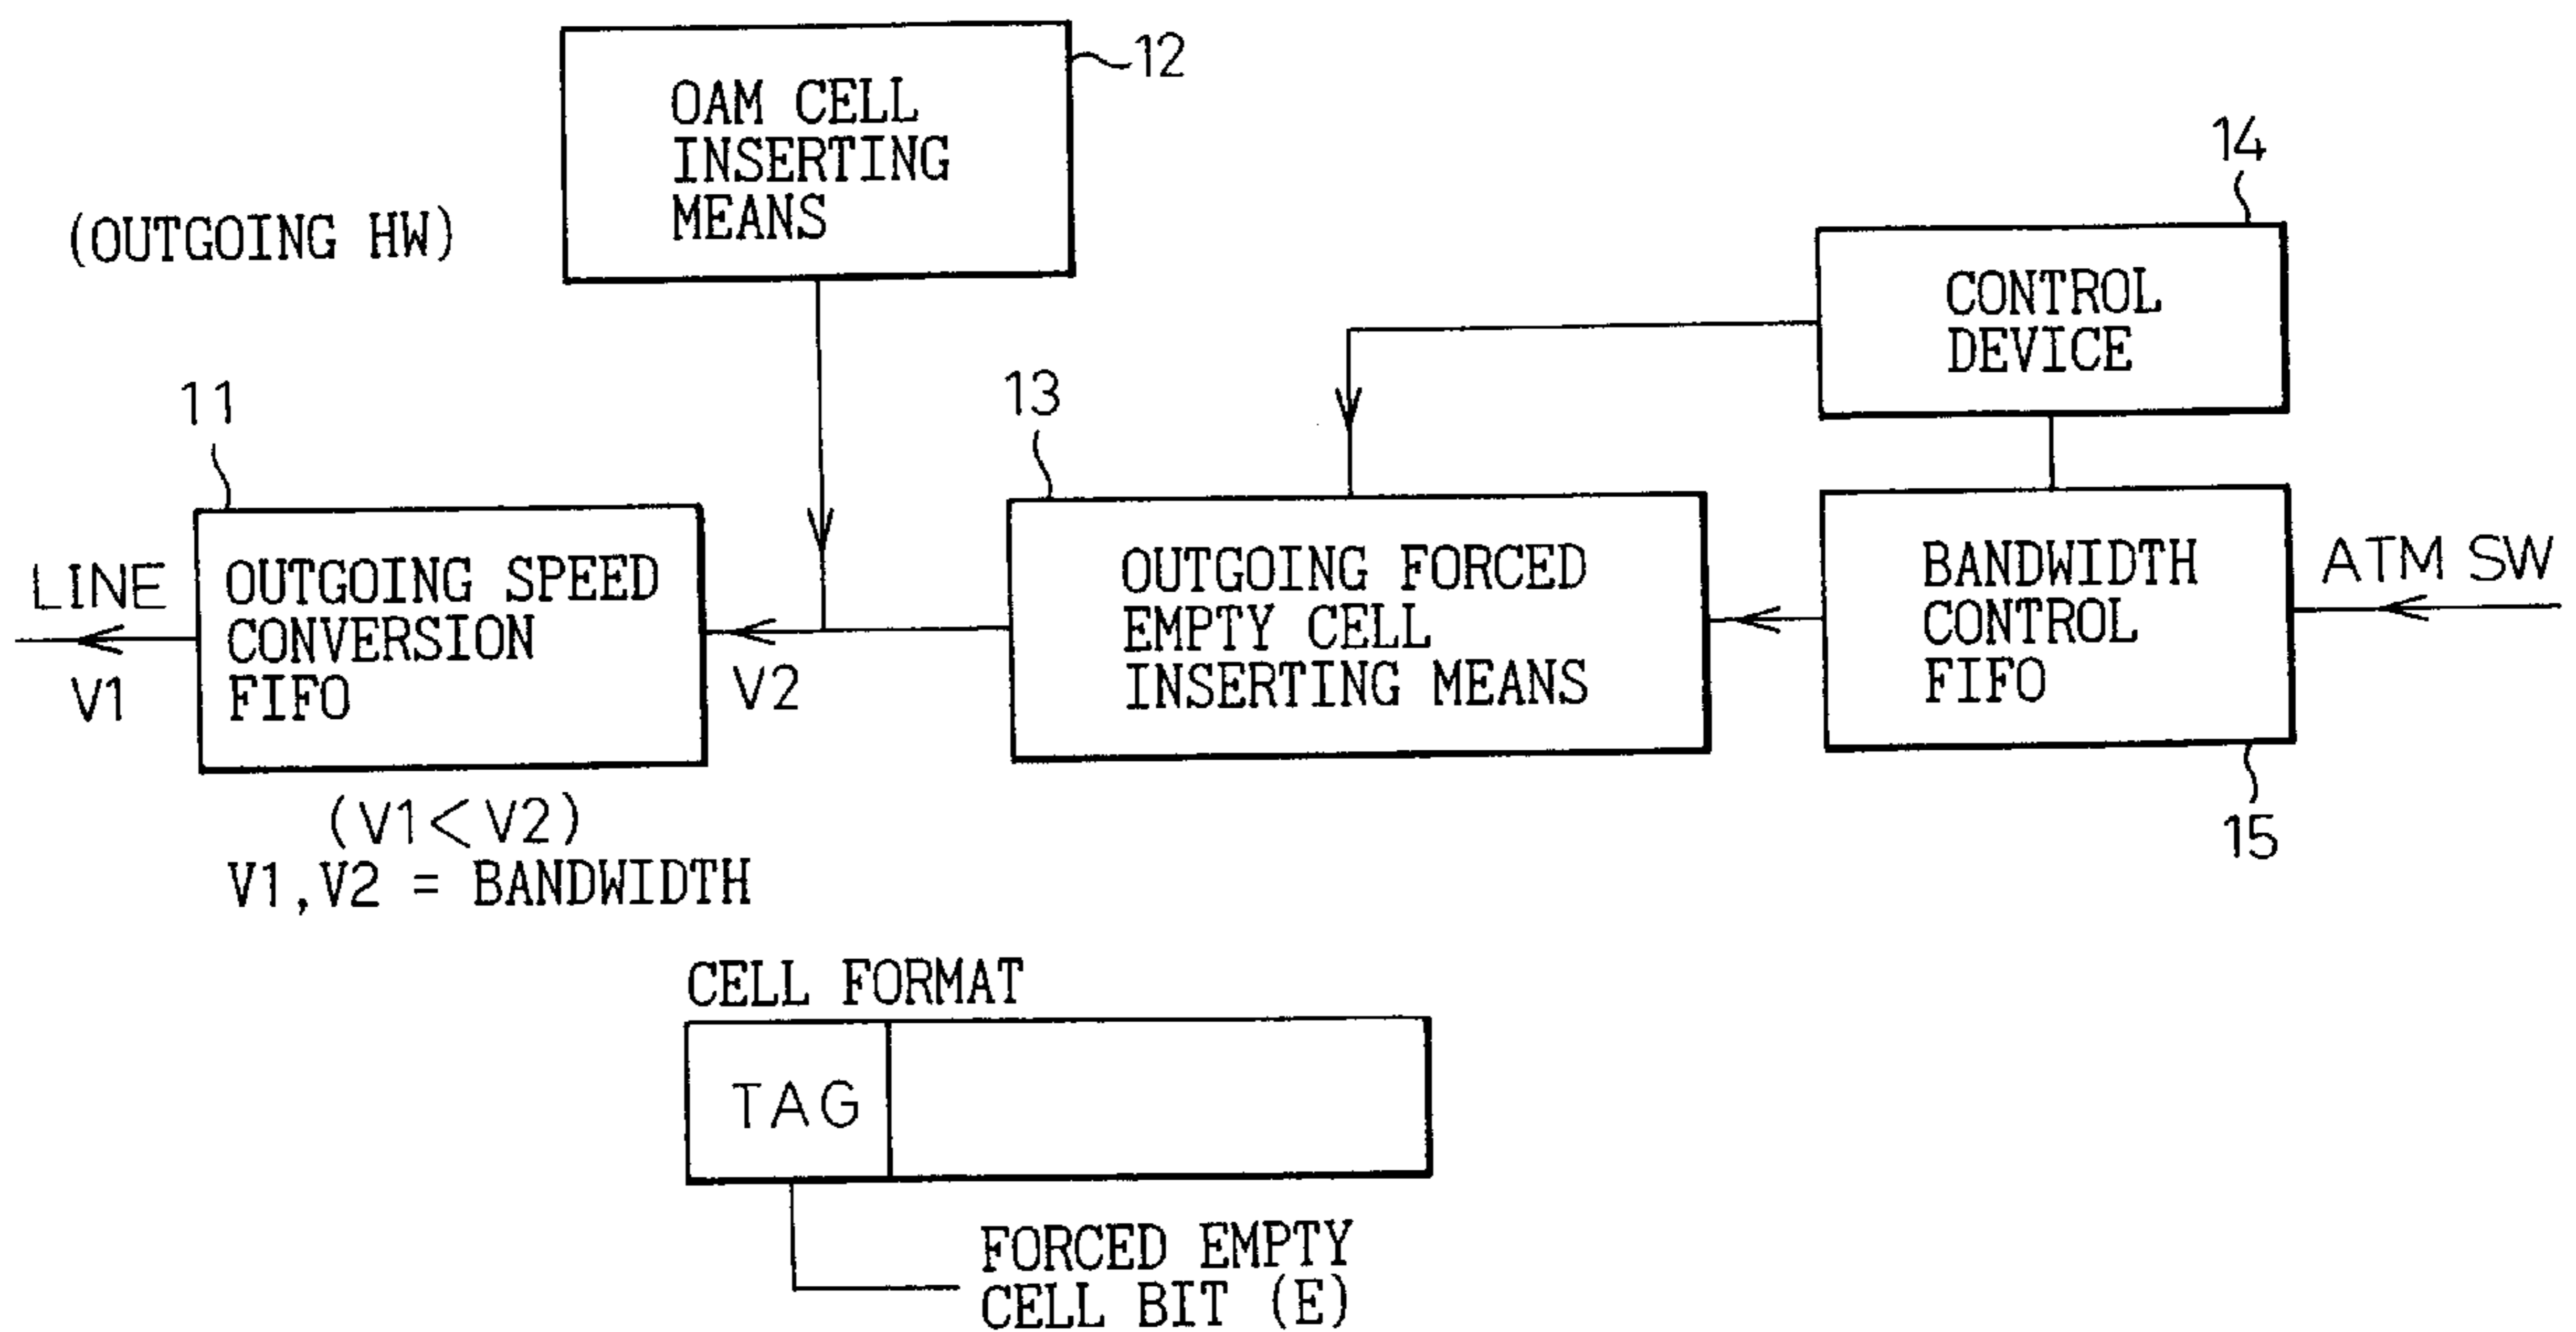 12
OAM CELL
INSERTING
MEANS
(OUTGOING HW)
14
CONTROL
DEVICE
11
13
LINE
V1
OUTGOING SPEED
CONVERSION
FIFO
V2
OUTGOING FORCED
EMPTY CELL
INSERTING MEANS
BANDWIDTH
CONTROL
FIFO
ATM SW
15
(V1<V2)
V1,V2 = BANDWIDTH
CELL FORMAT
TAG
FORCED EMPTY
CELL BIT (E)